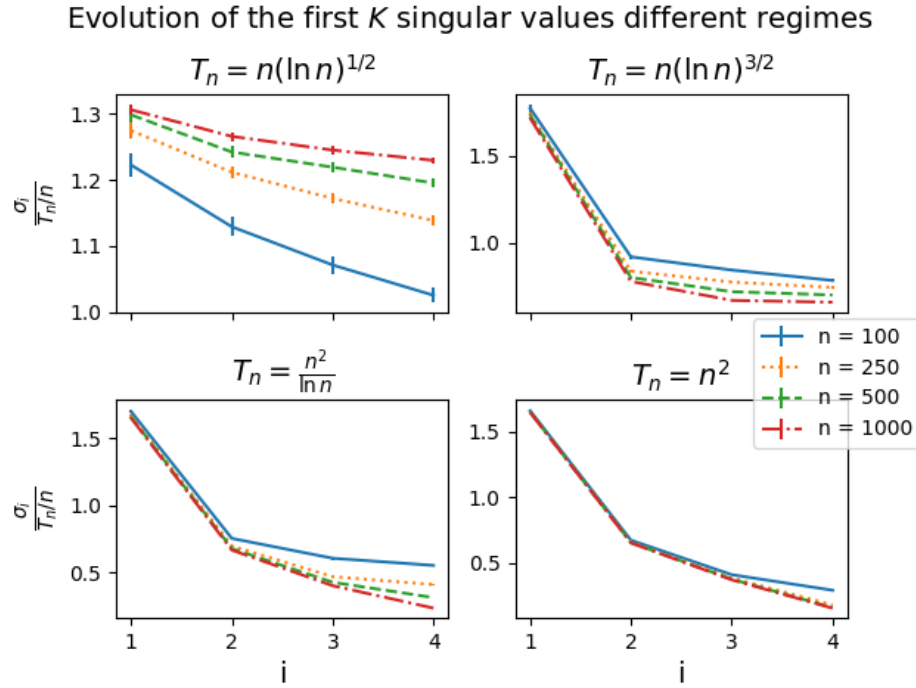 Evolution of the first K singular values different regimes
T_n = n(ln n)^{1/2}
T_n = n(ln n)^{3/2}
1.3
1.2
1.1
1.0
σ_i / T_n/n
1.5
1.0
n = 100
n = 250
n = 500
n = 1000
T_n = n^2 / ln n
T_n = n^2
1.5
1.0
0.5
σ_i / T_n/n
1 2 3 4
i
1.5
1.0
0.5
1 2 3 4
i